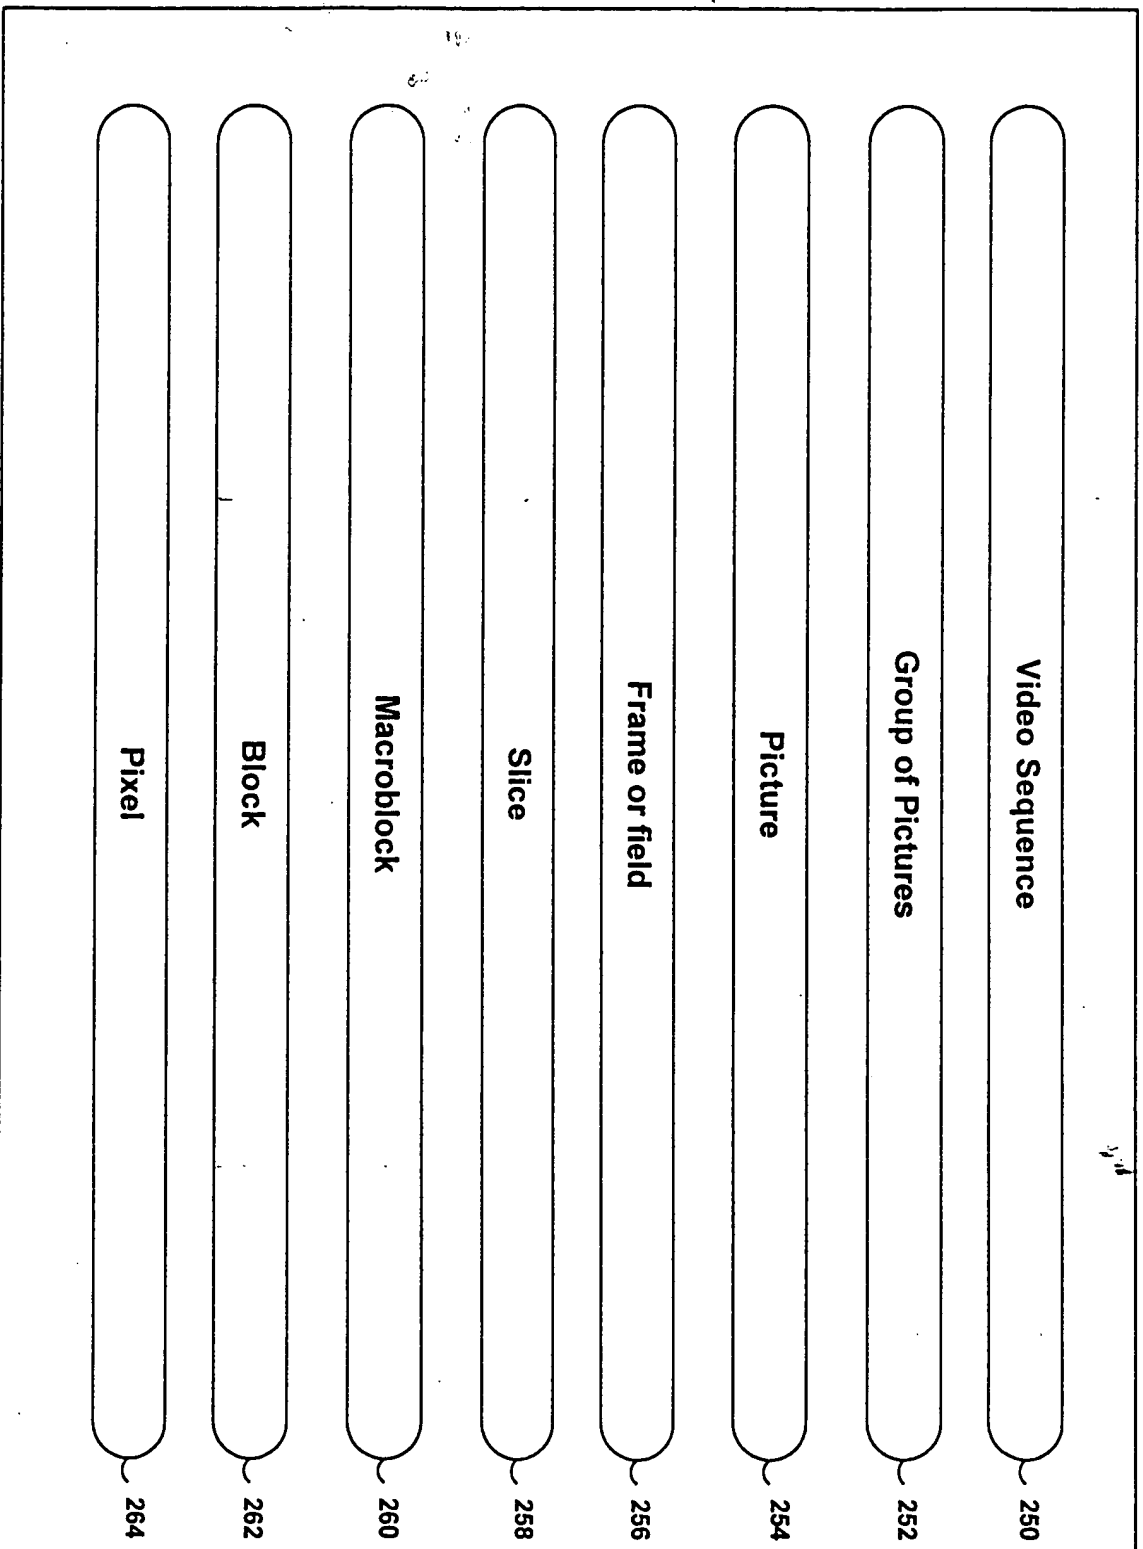 Video Sequence 250
Group of Pictures 252
Picture 254
Frame or field 256
Slice 258
Macroblock 260
Block 262
Pixel 264